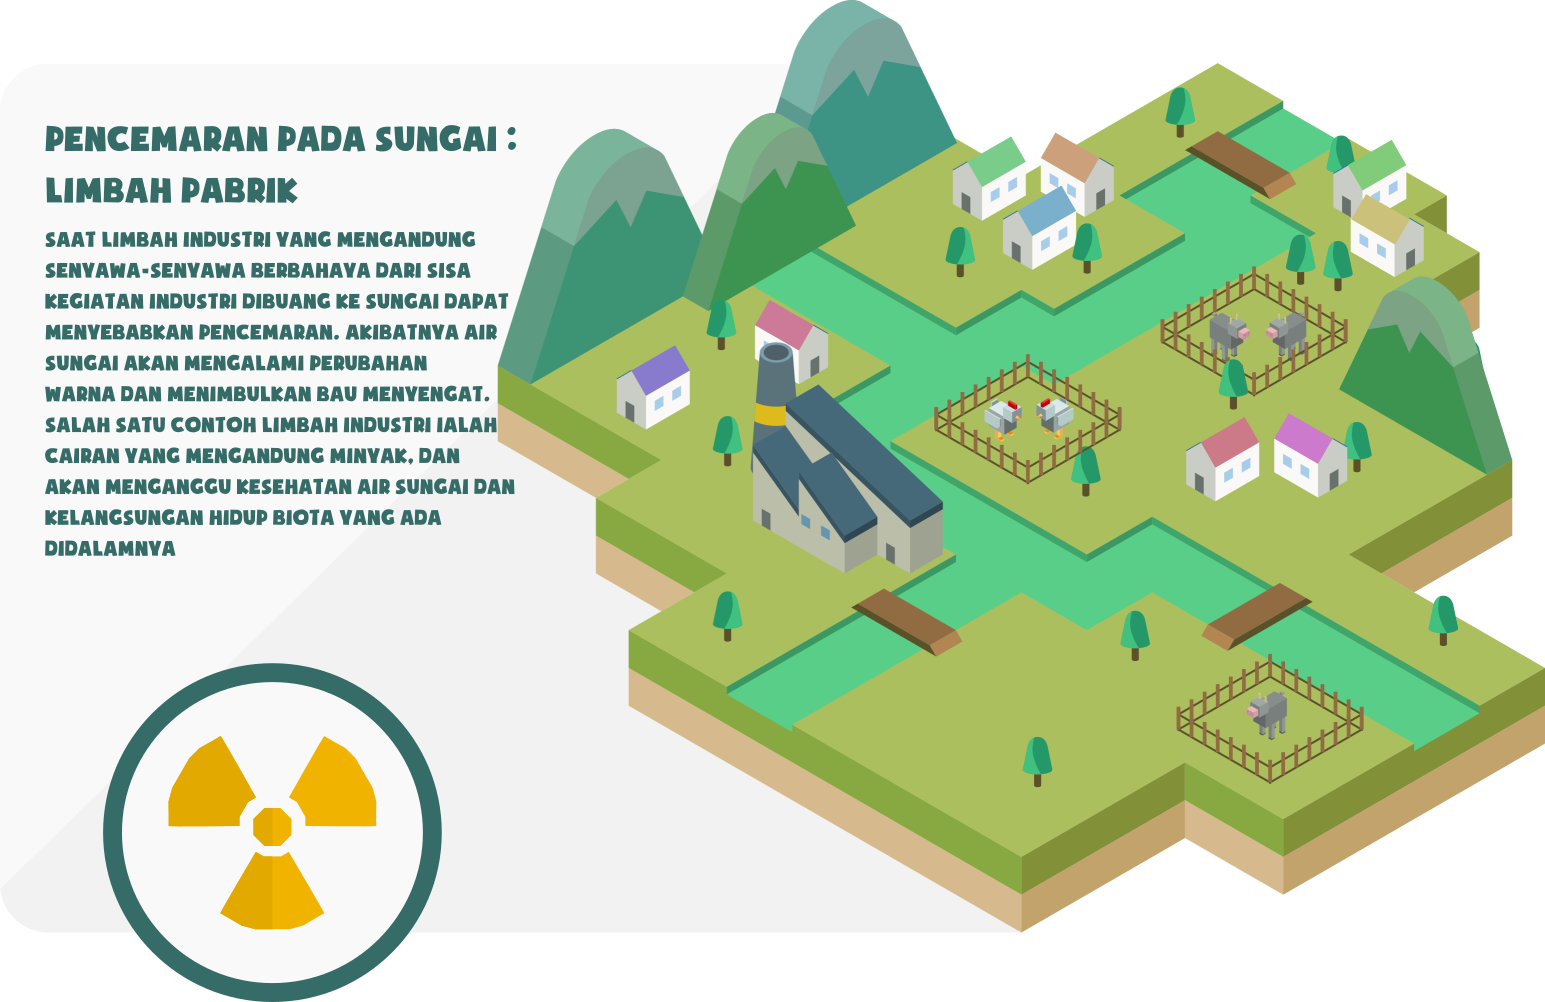 PENCEMARAN PADA SUNGAI :
LIMBAH PABRIK
SAAT LIMBAH INDUSTRI YANG MENGANDUNG
SENYAWA-SENYAWA BERBAHAYA DARI SISA
KEGIATAN INDUSTRI DIBUANG KE SUNGAI DAPAT
MENYEBABKAN PENCEMARAN. AKIBATNYA AIR
SUNGAI AKAN MENGALAMI PERUBAHAN
WARNA DAN MENIMBULKAN BAU MENYENGAT.
SALAH SATU CONTOH LIMBAH INDUSTRI IALAH
CAIRAN YANG MENGANDUNG MINYAK, DAN
AKAN MENGANGGU KESEHATAN AIR SUNGAI DAN
KELANGSUNGAN HIDUP BIOTA YANG ADA
DIDALAMNYA